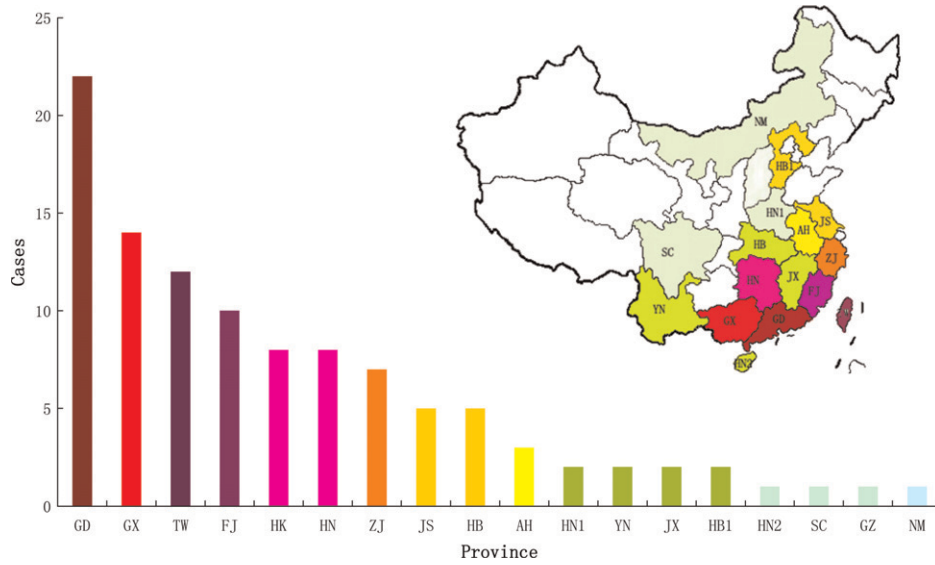 25
20
15
10
5
0
Cases
GD GX TW FJ HK HN ZJ JS HB AH HN1 YN JX HB1 HN2 SC GZ NM
Province
NM
HB1
HN1
JS
AH
SC
HB
ZJ
HN
JX
FJ
YN
GX
GD
HN2